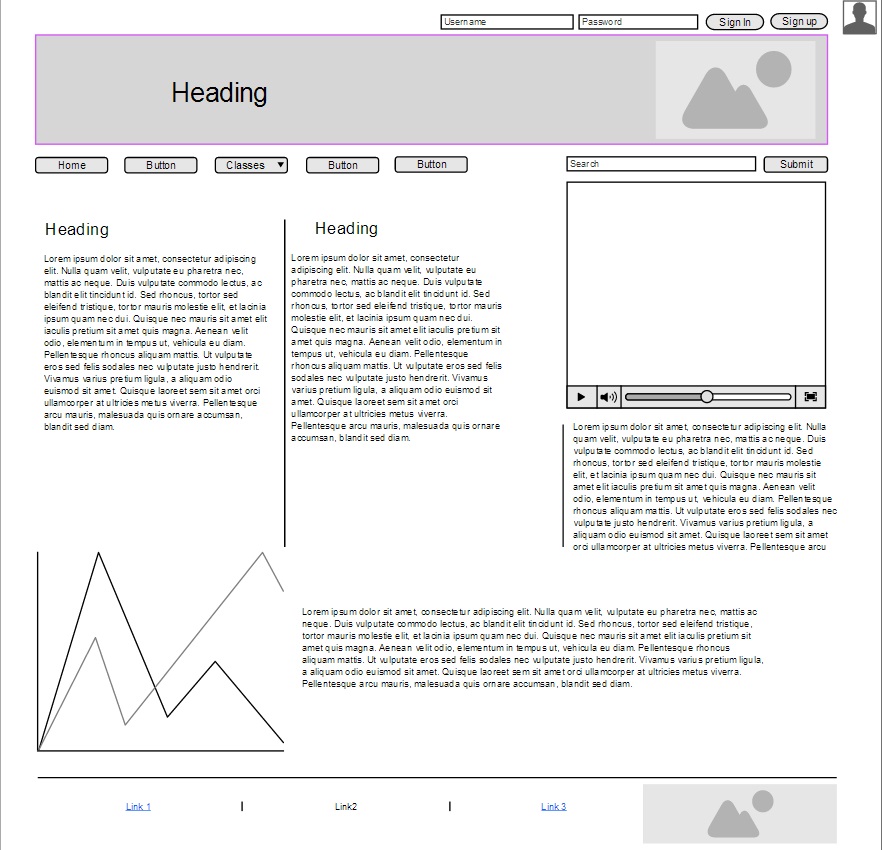 Username
Password
Sign In
Sign up
Heading
Home
Button
Classes
Button
Button
Search
Submit
Heading
Lorem ipsum dolor sit amet, consectetur adipiscing
elit. Nulla quam velit, vulputate eu pharetra nec,
mattis ac neque. Duis vulputate commodo lectus, ac
blandit elit tincidunt id. Sed rhoncus, tortor sed
eleifend tristique, tortor mauris molestie elit, et lacinia
ipsum quam nec dui. Quisque nec mauris sit amet elit
iaculis pretium sit amet quis magna. Aenean velit
odio, elementum in tempus ut, vehicula eu diam.
Pellentesque rhoncus aliquam mattis. Ut vulputate
eros sed felis sodales nec vulputate justo hendrerit.
Vivamus varius pretium ligula, a aliquam odio
euismod sit amet. Quisque laoreet sem sit amet orci
ullamcorper at ultricies metus viverra. Pellentesque
arcu mauris, malesuada quis ornare accumsan,
blandit sed diam.
Heading
Lorem ipsum dolor sit amet, consectetur
adipiscing elit. Nulla quam velit, vulputate eu
pharetra nec, mattis ac neque. Duis vulputate
commodo lectus, ac blandit elit tincidunt id. Sed
rhoncus, tortor sed eleifend tristique, tortor mauris
molestie elit, et lacinia ipsum quam nec dui.
Quisque nec mauris sit amet elit iaculis pretium sit
amet quis magna. Aenean velit odio, elementum in
tempus ut, vehicula eu diam. Pellentesque
rhoncus aliquam mattis. Ut vulputate eros sed felis
sodales nec vulputate justo hendrerit. Vivamus
varius pretium ligula, a aliquam odio euismod sit
amet. Quisque laoreet sem sit amet orci
ullamcorper at ultricies metus viverra.
Pellentesque arcu mauris, malesuada quis ornare
accumsan, blandit sed diam.
Lorem ipsum dolor sit amet, consectetur adipiscing elit. Nulla
quam velit, vulputate eu pharetra nec, mattis ac neque. Duis
vulputate commodo lectus, ac blandit elit tincidunt id. Sed
rhoncus, tortor sed eleifend tristique, tortor mauris molestie
elit, et lacinia ipsum quam nec dui. Quisque nec mauris sit
amet elit iaculis pretium sit amet quis magna. Aenean velit
odio, elementum in tempus ut, vehicula eu diam. Pellentesque
rhoncus aliquam mattis. Ut vulputate eros sed felis sodales nec
vulputate justo hendrerit. Vivamus varius pretium ligula, a
aliquam odio euismod sit amet. Quisque laoreet sem sit amet
orci ullamcorper at ultricies metus viverra. Pellentesque arcu
Lorem ipsum dolor sit amet, consectetur adipiscing elit. Nulla quam velit, vulputate eu pharetra nec, mattis ac
neque. Duis vulputate commodo lectus, ac blandit elit tincidunt id. Sed rhoncus, tortor sed eleifend tristique,
tortor mauris molestie elit, et lacinia ipsum quam nec dui. Quisque nec mauris sit amet elit iaculis pretium sit
amet quis magna. Aenean velit odio, elementum in tempus ut, vehicula eu diam. Pellentesque rhoncus
aliquam mattis. Ut vulputate eros sed felis sodales nec vulputate justo hendrerit. Vivamus varius pretium ligula,
a aliquam odio euismod sit amet. Quisque laoreet sem sit amet orci ullamcorper at ultricies metus viverra.
Pellentesque arcu mauris, malesuada quis ornare accumsan, blandit sed diam.
Link 1
Link2
Link 3